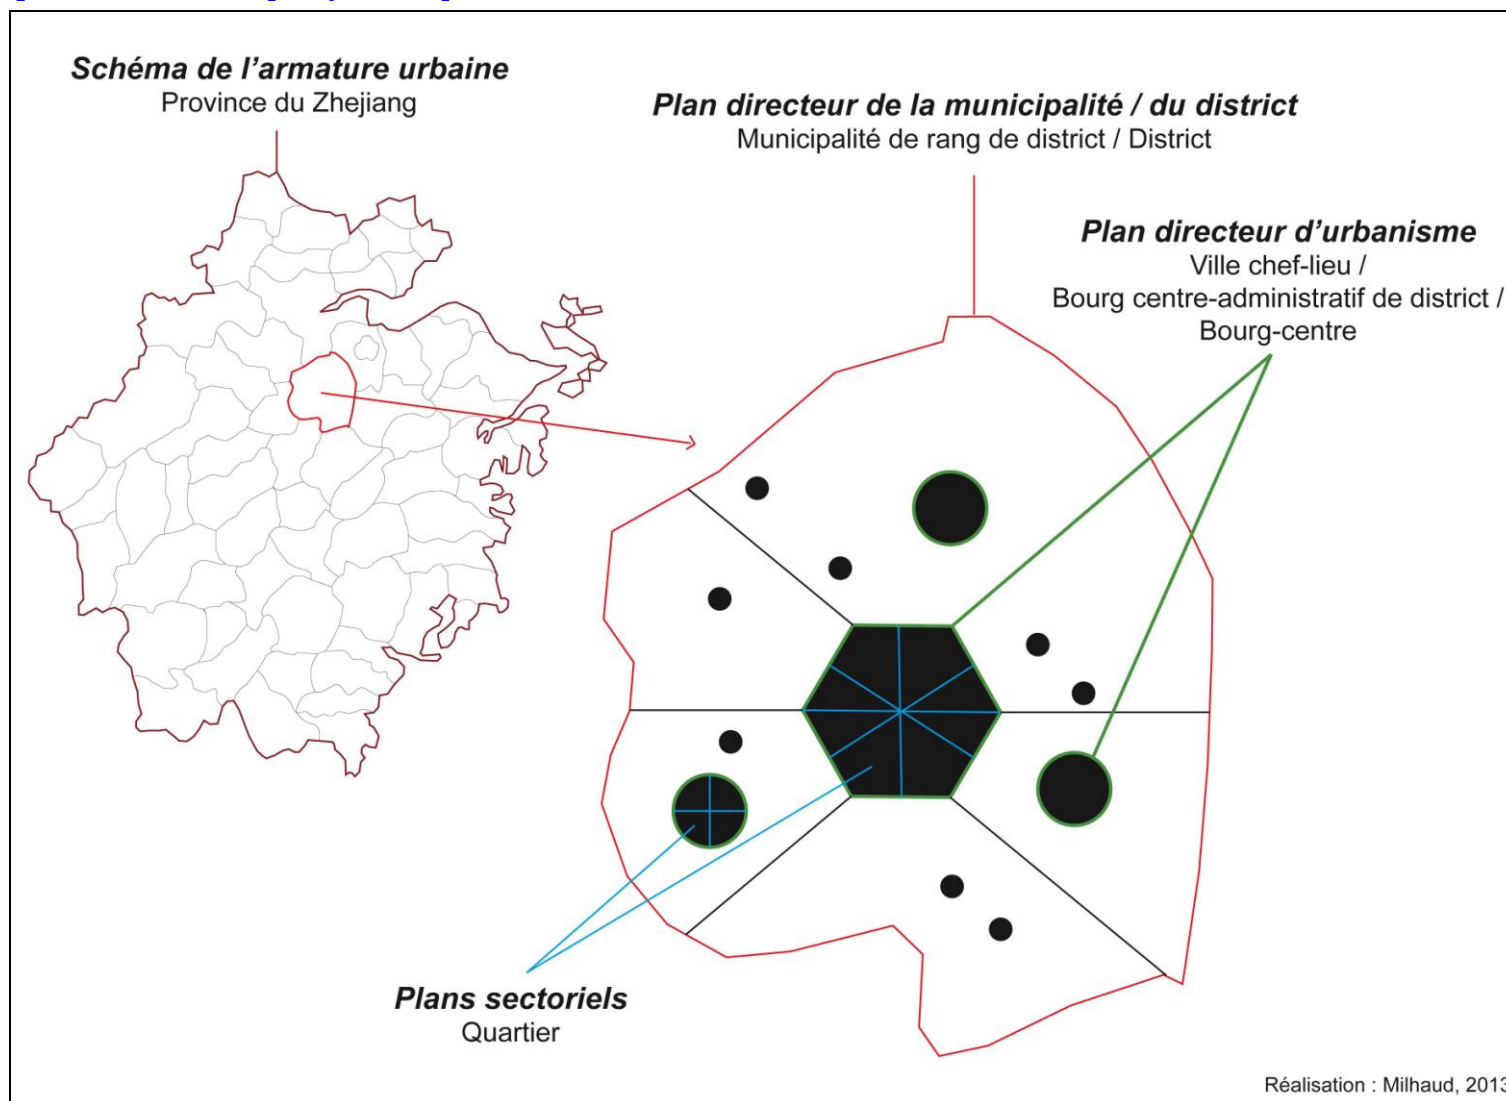 Schéma de l'armature urbaine
Province du Zhejiang
Plan directeur de la municipalité / du district
Municipalité de rang de district / District
Plan directeur d'urbanisme
Ville chef-lieu /
Bourg centre-administratif de district /
Bourg-centre
Plans sectoriels
Quartier
Réalisation : Milhaud, 2013